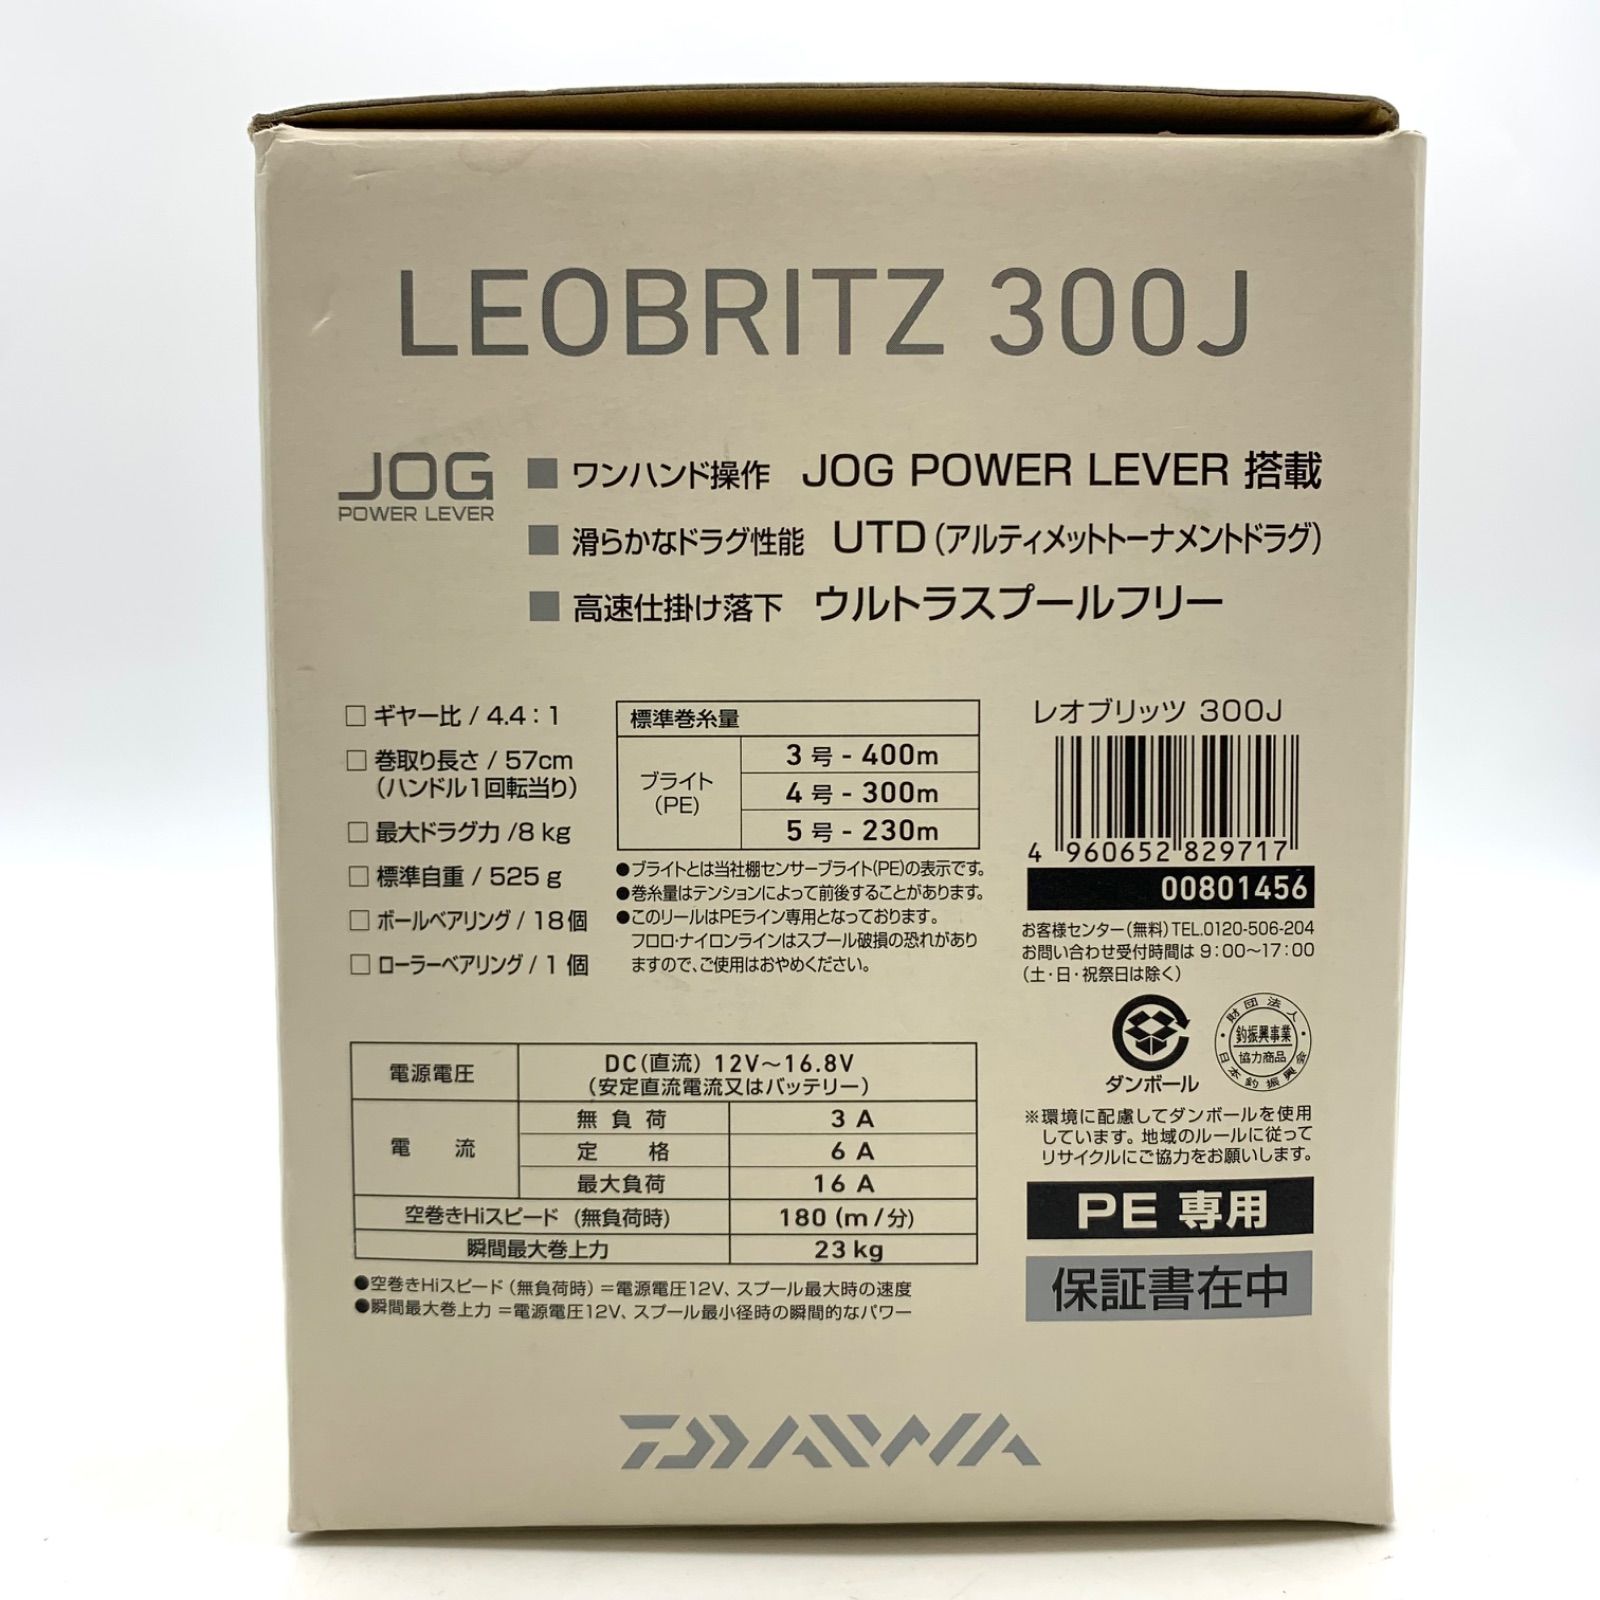 LEOBRITZ 300J
JOG
POWER LEVER
■ ワンハンド操作 JOG POWER LEVER 搭載
■ 滑らかなドラグ性能 UTD(アルティメットトーナメントドラグ)
■ 高速仕掛け落下 ウルトラスプールフリー
□ ギヤー比 / 4.4 : 1
□ 巻取り長さ / 57cm
(ハンドル1回転当り)
□ 最大ドラグ力 /8 kg
□ 標準自重 / 525 g
□ ボールベアリング / 18個
□ ローラーベアリング / 1 個
標準巻糸量
ブライト
(PE)
3 号 - 400m
4 号 - 300m
5 号 - 230m
●ブライトとは当社棚センサーブライト(PE)の表示です。
●巻糸量はテンションによって前後することがあります。
●このリールはPEライン専用となっております。
フロロ・ナイロンラインはスプール破損の恐れがあり
ますので、ご使用はおやめください。
レオブリッツ 300J
4 960652 829717
00801456
お客様センター(無料)TEL.0120-506-204
お問い合わせ受付時間は 9:00〜17:00
(土・日・祝祭日は除く)
ダンボール
財団法人
釣振興事業
協力商品
日本釣振興会
※環境に配慮してダンボールを使用
しています。地域のルールに従って
リサイクルにご協力をお願いします。
PE 専用
保証書在中
電源電圧 DC(直流) 12V〜16.8V
(安定直流電流又はバッテリー)
電 流
無 負 荷 3 A
定 格 6 A
最大負荷 16 A
空巻きHiスピード (無負荷時) 180 (m/分)
瞬間最大巻上力 23 kg
●空巻きHiスピード (無負荷時) =電源電圧12V、スプール最大時の速度
●瞬間最大巻上力 =電源電圧12V、スプール最小径時の瞬間的なパワー
DAIWA